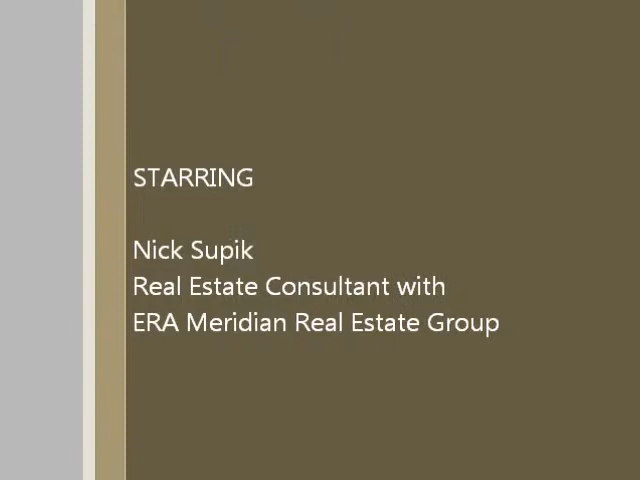 STARRING
Nick Supik
Real Estate Consultant with
ERA Meridian Real Estate Group